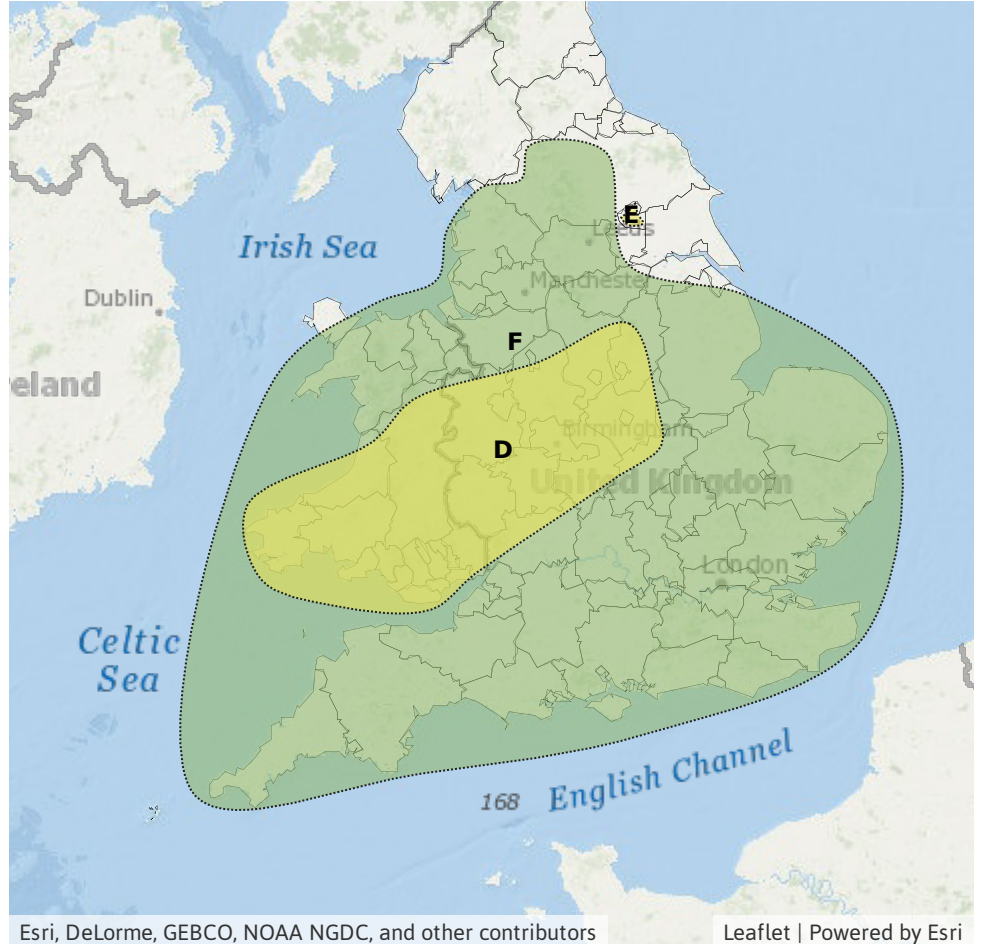 E
Leeds
Irish Sea
Manchester
Dublin
F
eland
Birmingham
D
United Kingdom
London
Celtic
Sea
English Channel
168
Esri, DeLorme, GEBCO, NOAA NGDC, and other contributors
Leaflet | Powered by Esri